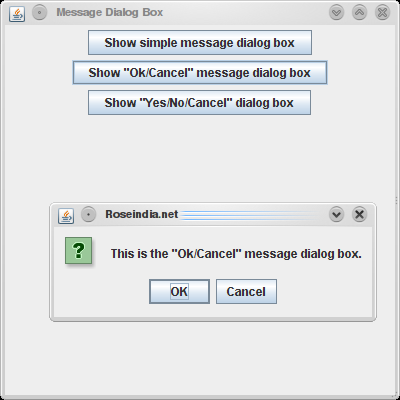 Message Dialog Box
Show simple message dialog box
Show "Ok/Cancel" message dialog box
Show "Yes/No/Cancel" dialog box
Roseindia.net
?
This is the "Ok/Cancel" message dialog box.
OK Cancel